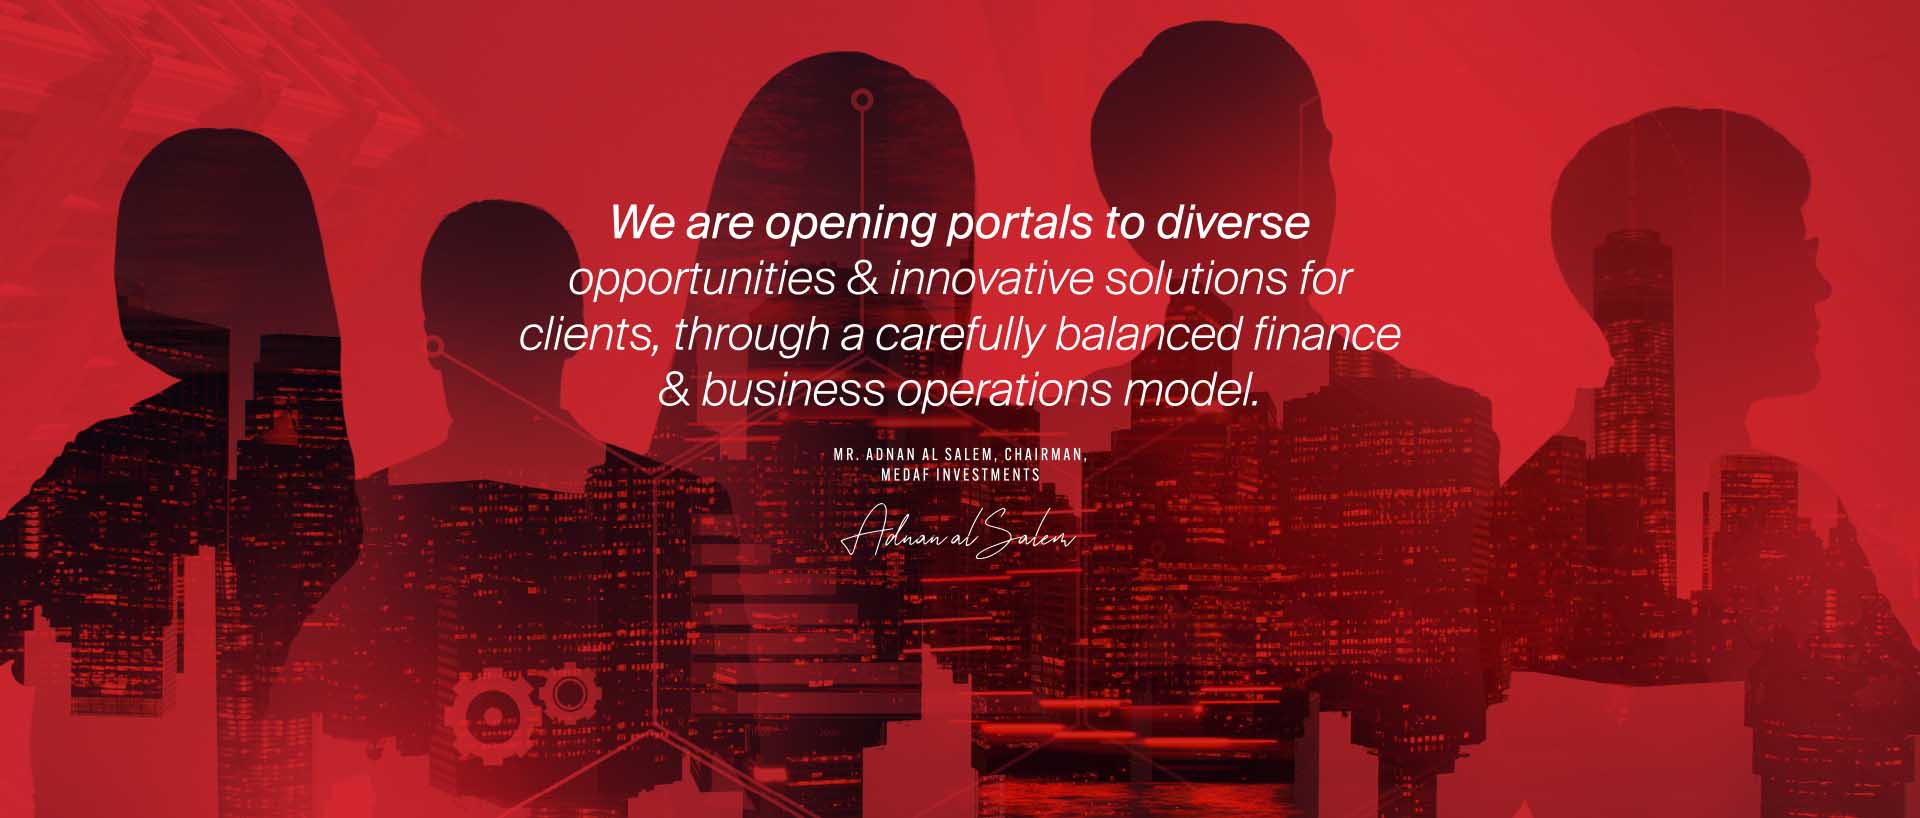 We are opening portals to diverse
opportunities & innovative solutions for
clients, through a carefully balanced finance
& business operations model.
MR. ADNAN AL SALEM, CHAIRMAN,
MEDAF INVESTMENTS
Adnan al Salem